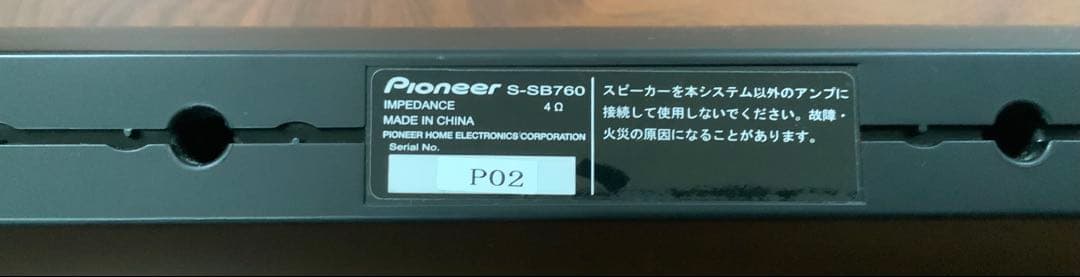 Pioneer S-SB760
IMPEDANCE 4 Ω
MADE IN CHINA
PIONEER HOME ELECTRONICS CORPORATION
Serial No.
P02
スピーカーを本システム以外のアンプに
接続して使用しないでください。故障・
火災の原因になることがあります。